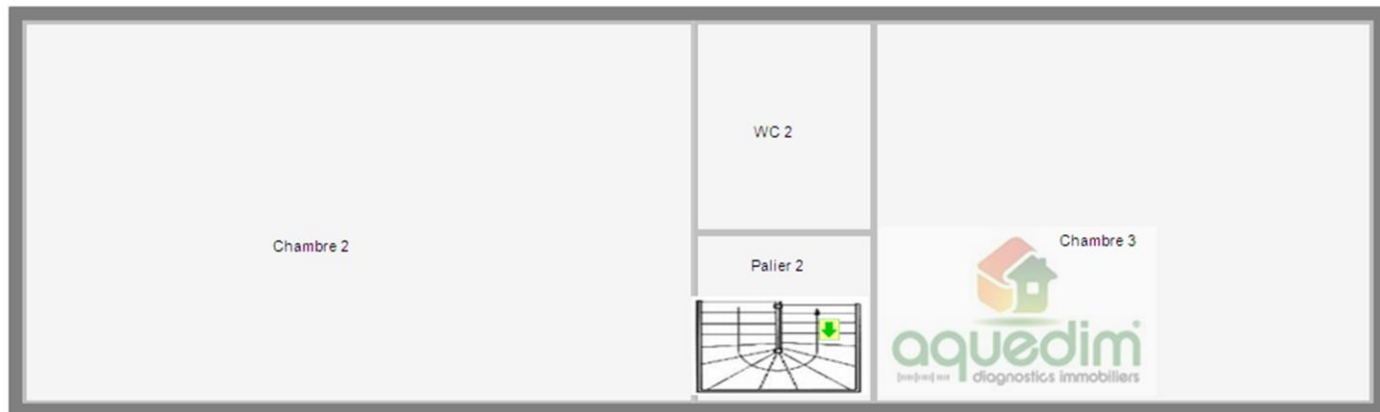 WC 2
Chambre 2
Palier 2
Chambre 3
aquedim
diagnostics immobiliers